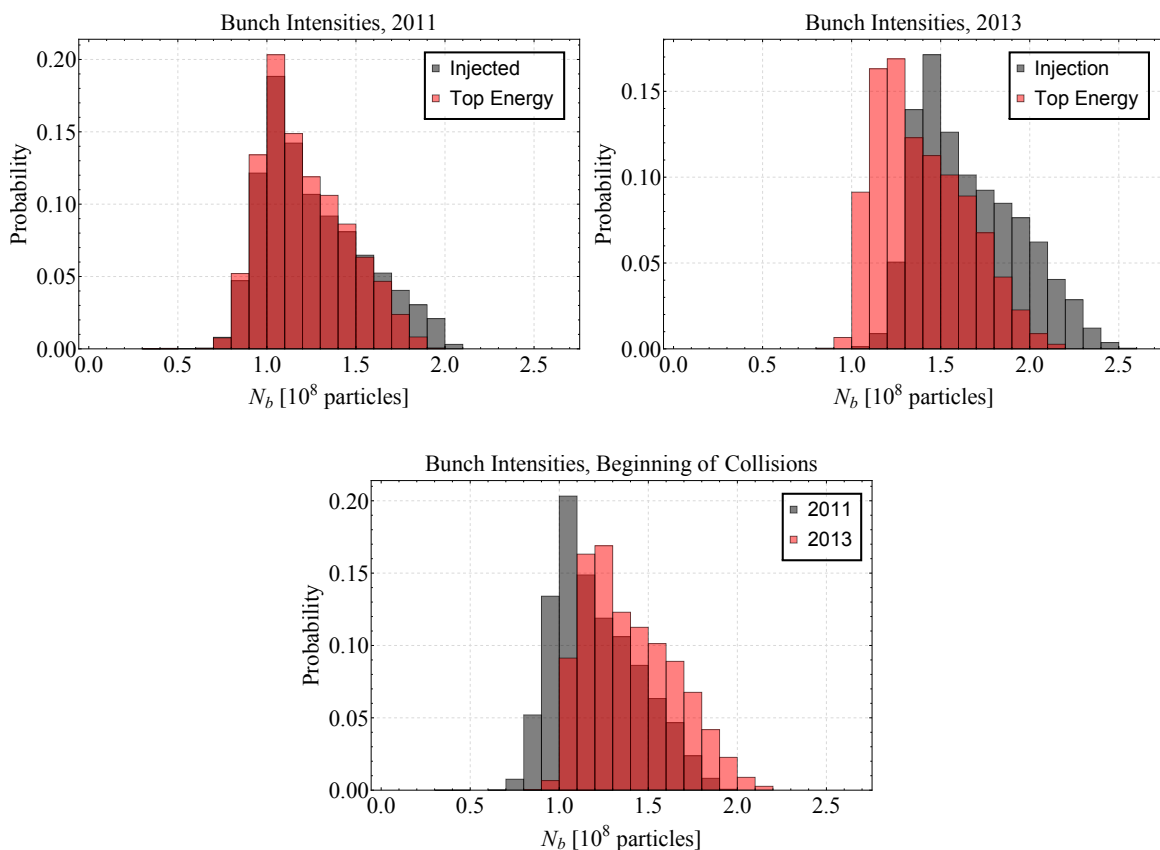 Bunch Intensities, 2011
Injected
Top Energy
Probability
0.20
0.15
0.10
0.05
0.00
0.0 0.5 1.0 1.5 2.0 2.5
N_b [10^8 particles]
Bunch Intensities, 2013
Injection
Top Energy
Probability
0.15
0.10
0.05
0.00
0.0 0.5 1.0 1.5 2.0 2.5
N_b [10^8 particles]
Bunch Intensities, Beginning of Collisions
2011
2013
Probability
0.20
0.15
0.10
0.05
0.00
0.0 0.5 1.0 1.5 2.0 2.5
N_b [10^8 particles]